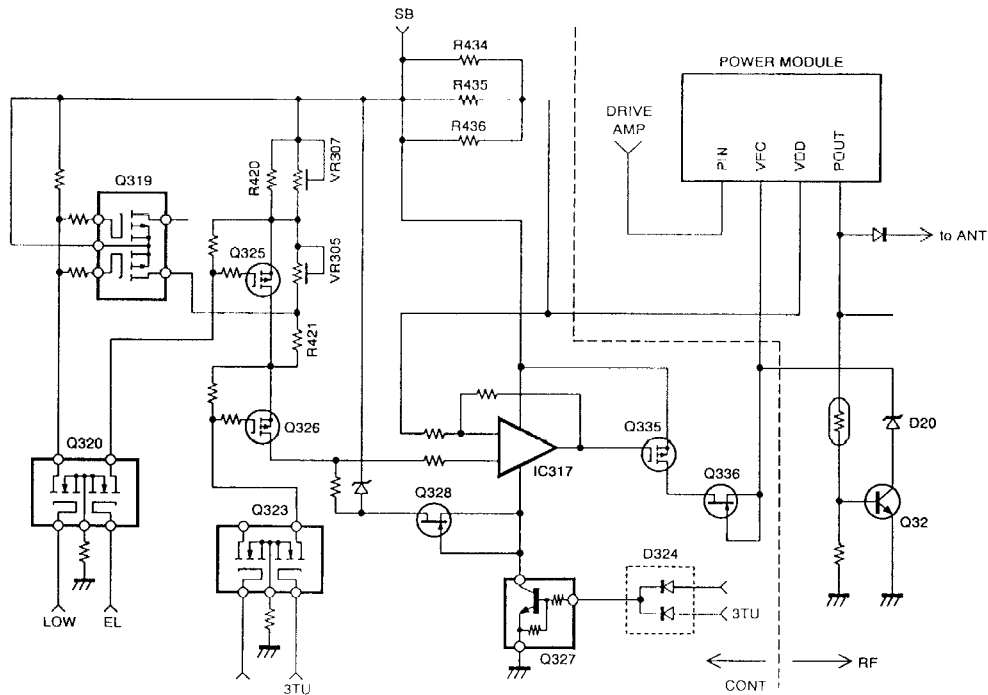 SB
R434
R435
R436
POWER MODULE
DRIVE
AMP
PIN
VFC
VDD
POUT
to ANT
Q319
R420
VR307
Q325
VR305
R421
Q326
IC317
Q335
Q336
D20
Q32
Q320
Q323
Q328
D324
3TU
Q327
LOW
EL
3TU
CONT
RF